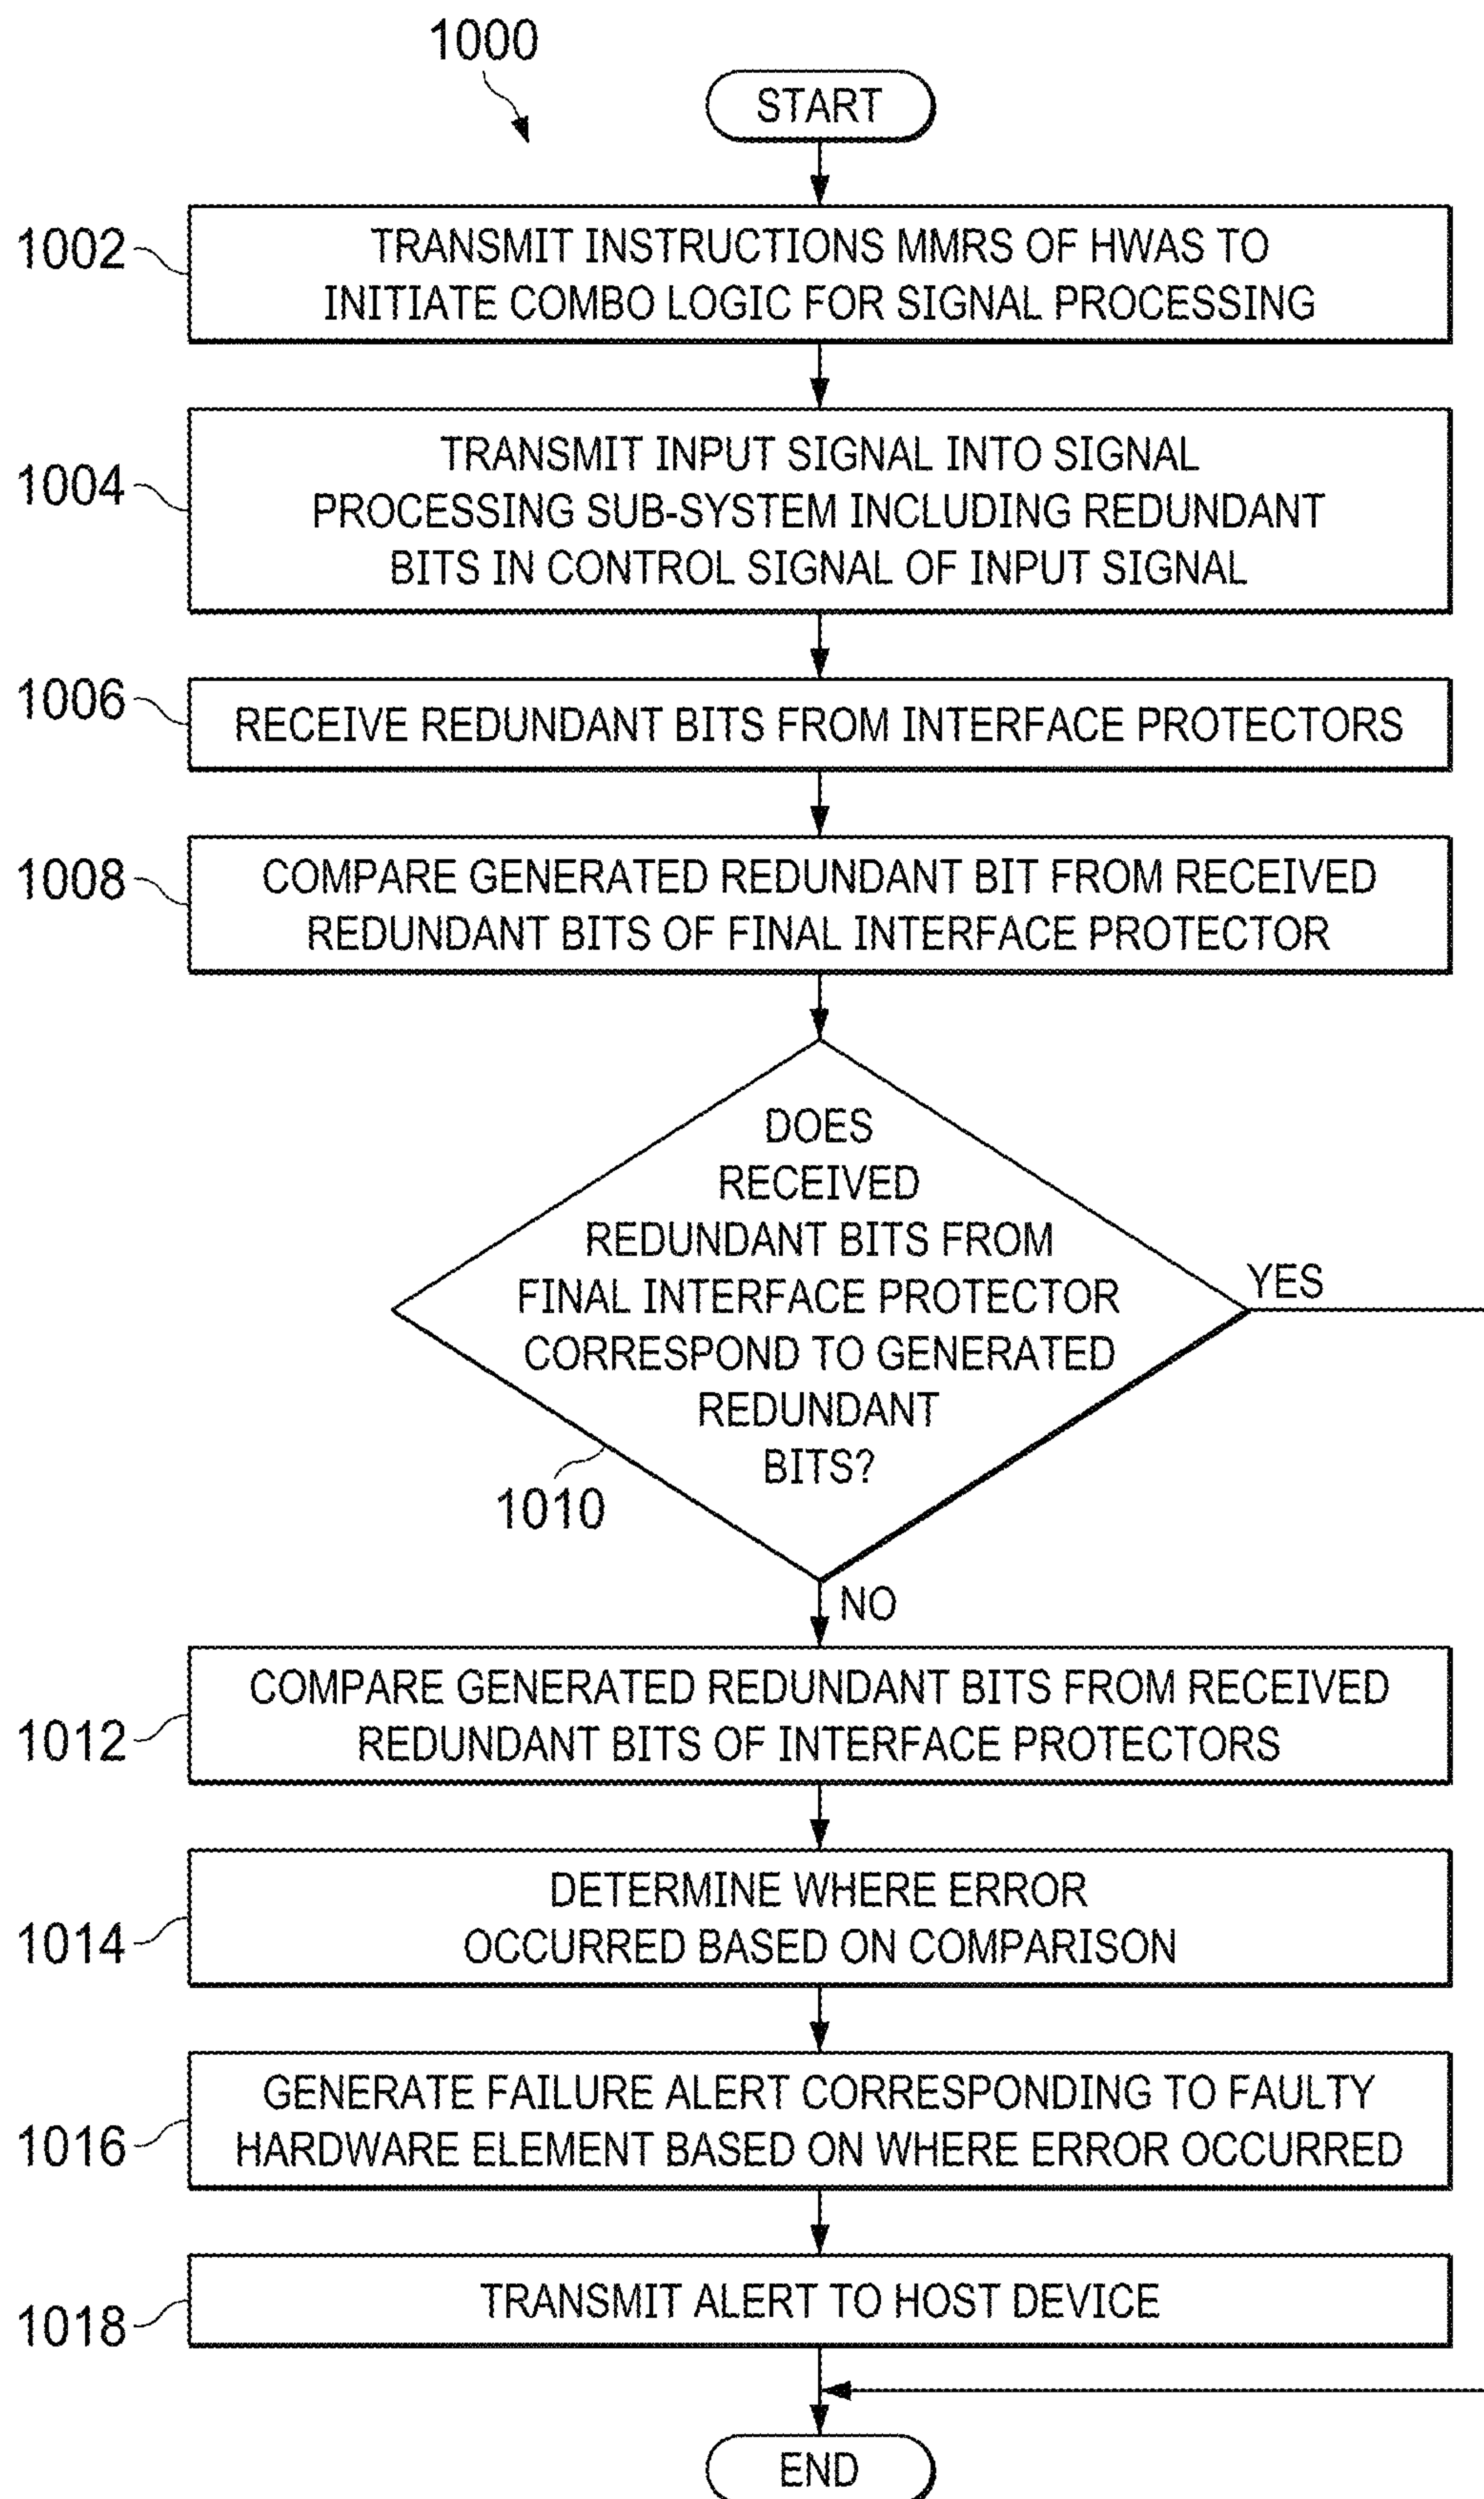 1000
START
1002
TRANSMIT INSTRUCTIONS MMRS OF HWAS TO
INITIATE COMBO LOGIC FOR SIGNAL PROCESSING
1004
TRANSMIT INPUT SIGNAL INTO SIGNAL
PROCESSING SUB-SYSTEM INCLUDING REDUNDANT
BITS IN CONTROL SIGNAL OF INPUT SIGNAL
1006
RECEIVE REDUNDANT BITS FROM INTERFACE PROTECTORS
1008
COMPARE GENERATED REDUNDANT BIT FROM RECEIVED
REDUNDANT BITS OF FINAL INTERFACE PROTECTOR
DOES
RECEIVED
REDUNDANT BITS FROM
FINAL INTERFACE PROTECTOR
CORRESPOND TO GENERATED
REDUNDANT
BITS?
YES
1010
NO
1012
COMPARE GENERATED REDUNDANT BITS FROM RECEIVED
REDUNDANT BITS OF INTERFACE PROTECTORS
1014
DETERMINE WHERE ERROR
OCCURRED BASED ON COMPARISON
1016
GENERATE FAILURE ALERT CORRESPONDING TO FAULTY
HARDWARE ELEMENT BASED ON WHERE ERROR OCCURRED
1018
TRANSMIT ALERT TO HOST DEVICE
END